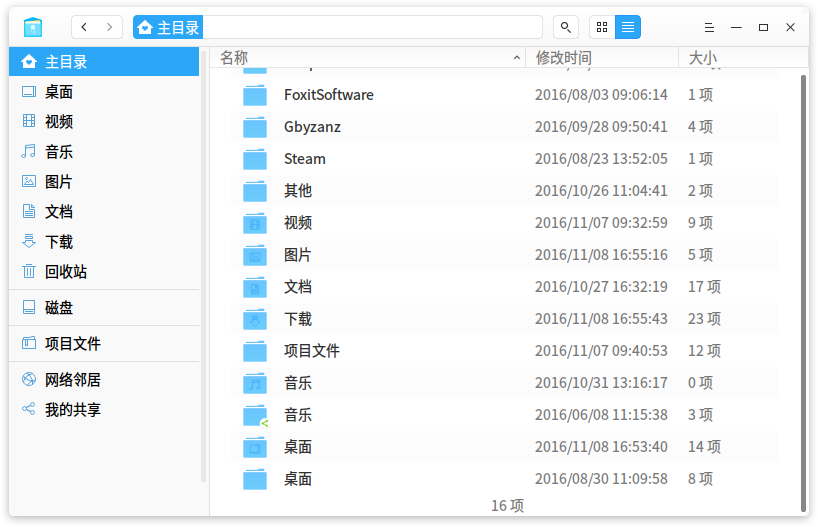 主目录
名称 修改时间 大小
FoxitSoftware 2016/08/03 09:06:14 1 项
Gbyzanz 2016/09/28 09:50:41 4 项
Steam 2016/08/23 13:52:05 1 项
其他 2016/10/26 11:04:41 2 项
视频 2016/11/07 09:32:59 9 项
图片 2016/11/08 16:55:16 5 项
文档 2016/10/27 16:32:19 17 项
下载 2016/11/08 16:55:43 23 项
项目文件 2016/11/07 09:40:53 12 项
音乐 2016/10/31 13:16:17 0 项
音乐 2016/06/08 11:15:38 3 项
桌面 2016/11/08 16:53:40 14 项
桌面 2016/08/30 11:09:58 8 项
16 项
主目录
桌面
视频
音乐
图片
文档
下载
回收站
磁盘
项目文件
网络邻居
我的共享